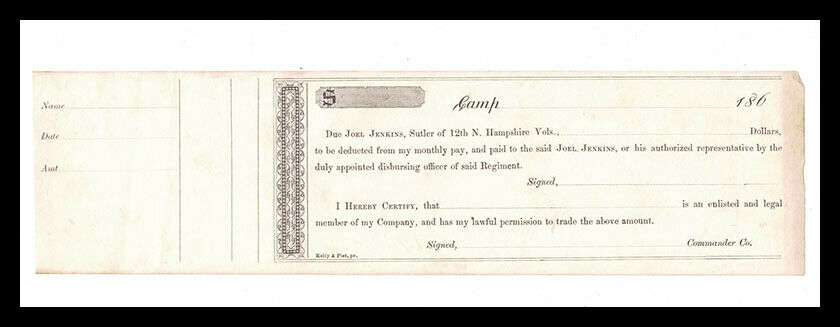 Name
Date
Amt
$
Camp 186
Due Joel Jenkins, Sutler of 12th N. Hampshire Vols., Dollars,
to be deducted from my monthly pay, and paid to the said Joel Jenkins, or his authorized representative by the
duly appointed disbursing officer of said Regiment.
Signed,
I Hereby Certify, that is an enlisted and legal
member of my Company, and has my lawful permission to trade the above amount.
Signed, Commander Co.
Kelly & Piet, pr.